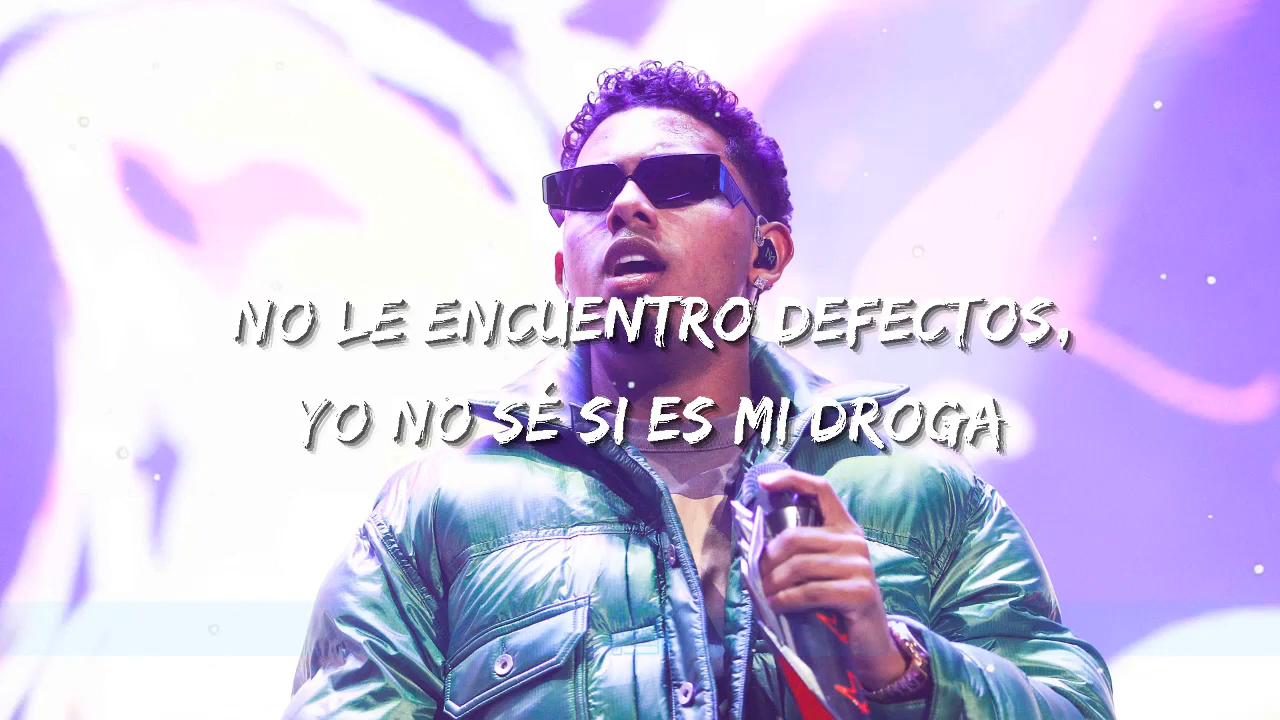 NO LE ENCUENTRO DEFECTOS,
YO NO SÉ SI ES MI DROGA